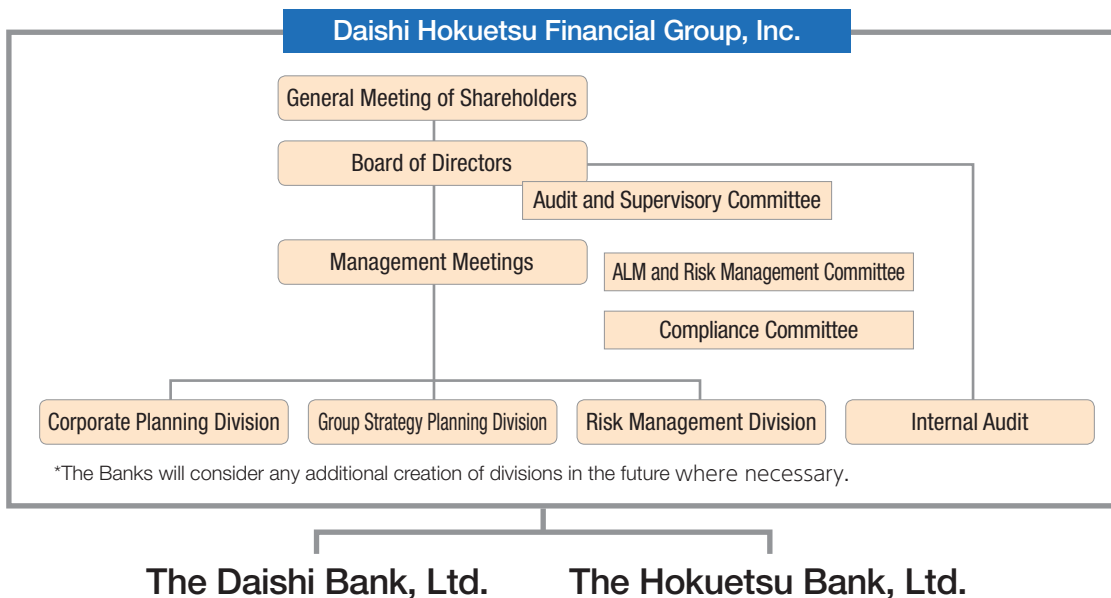 Daishi Hokuetsu Financial Group, Inc.
General Meeting of Shareholders
Board of Directors
Audit and Supervisory Committee
Management Meetings
ALM and Risk Management Committee
Compliance Committee
Corporate Planning Division
Group Strategy Planning Division
Risk Management Division
Internal Audit
*The Banks will consider any additional creation of divisions in the future where necessary.
The Daishi Bank, Ltd.
The Hokuetsu Bank, Ltd.